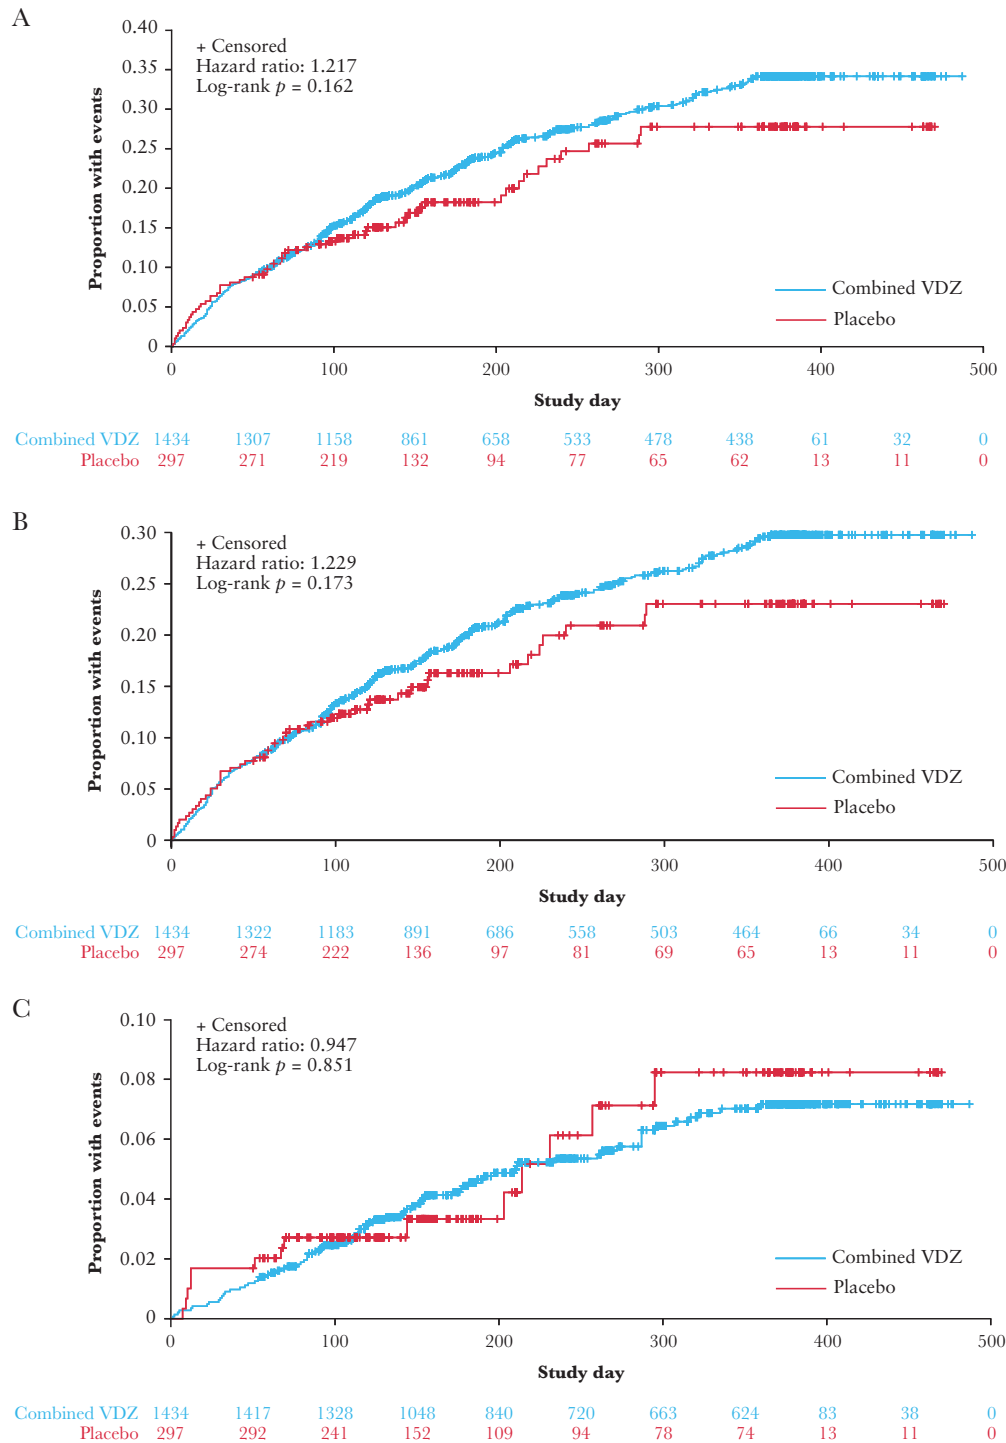 A
0.40
0.35
0.30
0.25
0.20
0.15
0.10
0.05
0
Proportion with events
+ Censored
Hazard ratio: 1.217
Log-rank p = 0.162
Combined VDZ
Placebo
0 100 200 300 400 500
Study day
Combined VDZ 1434 1307 1158 861 658 533 478 438 61 32 0
Placebo 297 271 219 132 94 77 65 62 13 11 0
B
0.30
0.25
0.20
0.15
0.10
0.05
0
Proportion with events
+ Censored
Hazard ratio: 1.229
Log-rank p = 0.173
Combined VDZ
Placebo
0 100 200 300 400 500
Study day
Combined VDZ 1434 1322 1183 891 686 558 503 464 66 34 0
Placebo 297 274 222 136 97 81 69 65 13 11 0
C
0.10
0.08
0.06
0.04
0.02
0
Proportion with events
+ Censored
Hazard ratio: 0.947
Log-rank p = 0.851
Combined VDZ
Placebo
0 100 200 300 400 500
Study day
Combined VDZ 1434 1417 1328 1048 840 720 663 624 83 38 0
Placebo 297 292 241 152 109 94 78 74 13 11 0